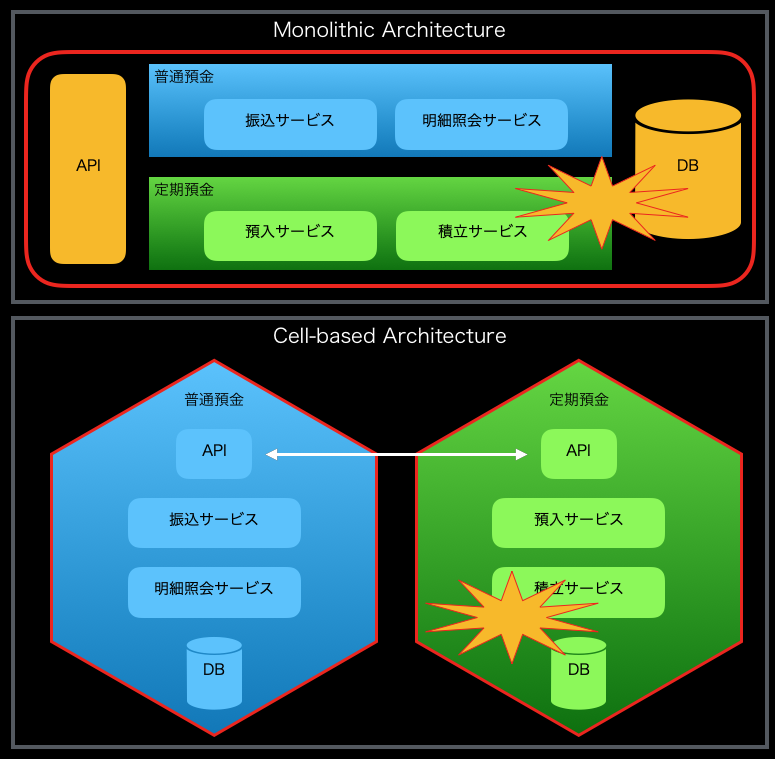 Monolithic Architecture
普通預金
振込サービス
明細照会サービス
API
DB
定期預金
預入サービス
積立サービス
Cell-based Architecture
普通預金
API
振込サービス
明細照会サービス
DB
定期預金
API
預入サービス
積立サービス
DB